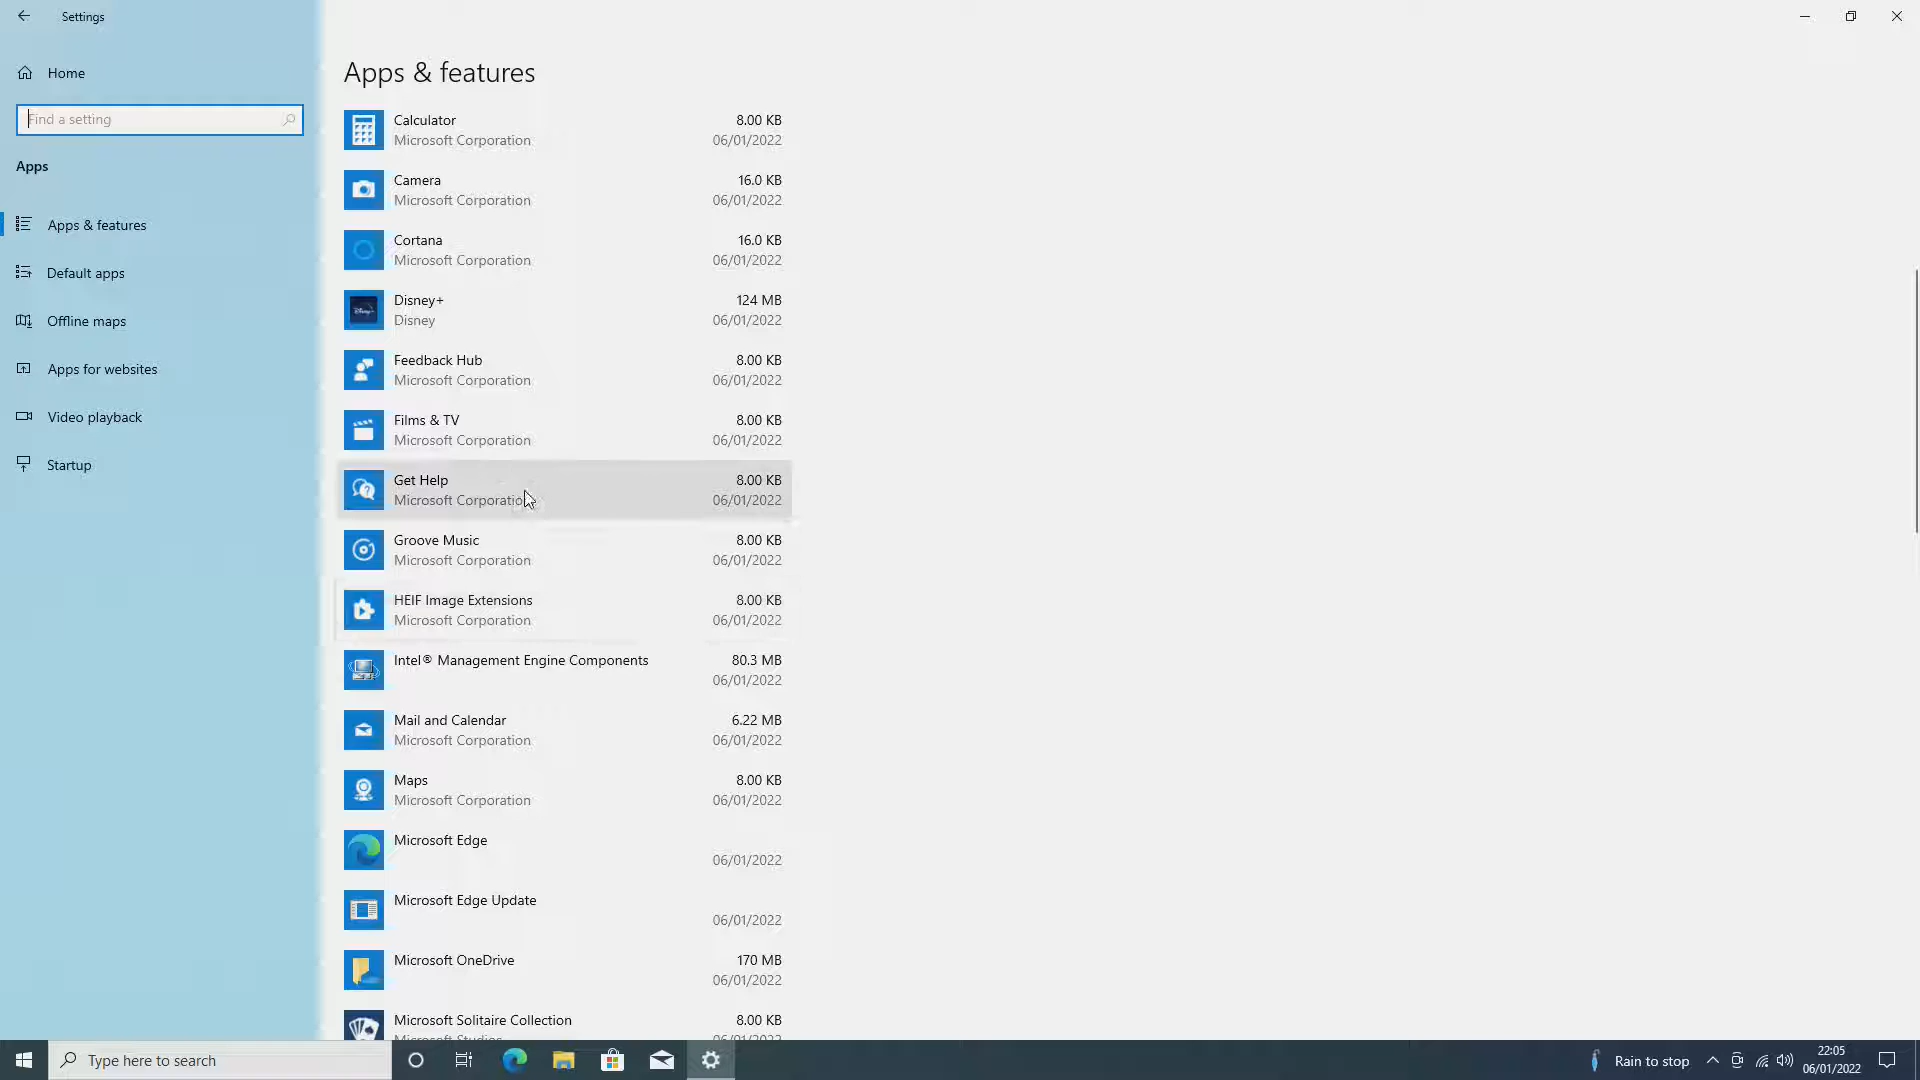 Settings
Home
Find a setting
Apps
Apps & features
Default apps
Offline maps
Apps for websites
Video playback
Startup
Apps & features
Calculator 8.00 KB
Microsoft Corporation 06/01/2022
Camera 16.0 KB
Microsoft Corporation 06/01/2022
Cortana 16.0 KB
Microsoft Corporation 06/01/2022
Disney+ 124 MB
Disney 06/01/2022
Feedback Hub 8.00 KB
Microsoft Corporation 06/01/2022
Films & TV 8.00 KB
Microsoft Corporation 06/01/2022
Get Help 8.00 KB
Microsoft Corporation 06/01/2022
Groove Music 8.00 KB
Microsoft Corporation 06/01/2022
HEIF Image Extensions 8.00 KB
Microsoft Corporation 06/01/2022
Intel® Management Engine Components 80.3 MB
06/01/2022
Mail and Calendar 6.22 MB
Microsoft Corporation 06/01/2022
Maps 8.00 KB
Microsoft Corporation 06/01/2022
Microsoft Edge
06/01/2022
Microsoft Edge Update
06/01/2022
Microsoft OneDrive 170 MB
06/01/2022
Microsoft Solitaire Collection 8.00 KB
Microsoft Studios 06/01/2022
Type here to search
Rain to stop
22:05
06/01/2022